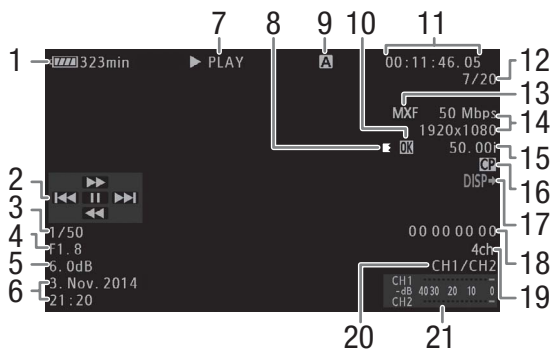 7 8 9 10 11
1 323min ▶ PLAY A 00:11:46.05 12
7/20 13
MXF 50 Mbps 14
1920x1080
OK 50.00i 15
CP 16
DISP 17
2
3 1/50 00 00 00 00 18
4 F1.8 4ch 19
5 6.0dB CH1/CH2
6 3. Nov. 2014 CH1
-dB 40 30 20 10 0
21:20 CH2
20 21